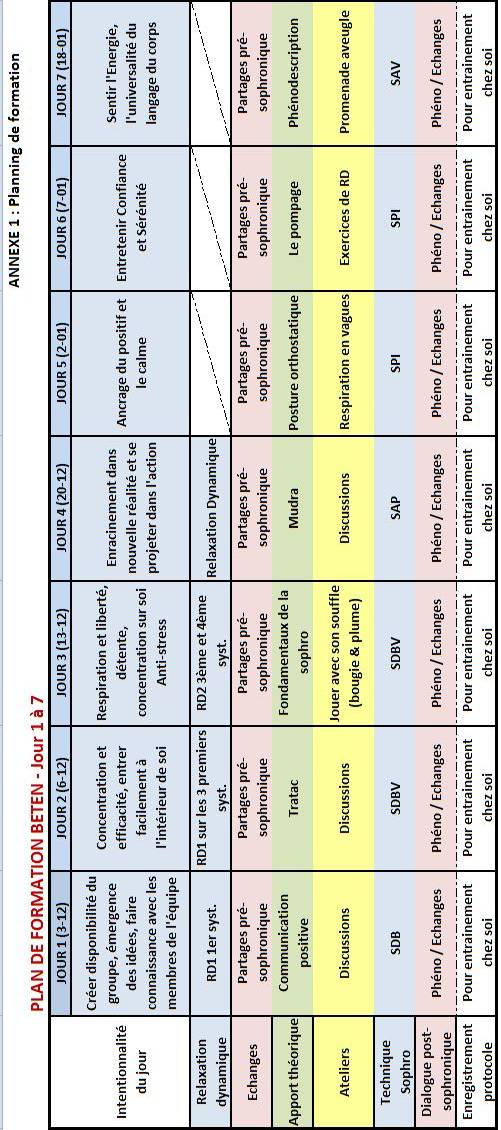 ANNEXE 1 : Planning de formation
PLAN DE FORMATION BETEN - Jour 1 à 7
JOUR 1 (3-12)
JOUR 2 (6-12)
JOUR 3 (13-12)
JOUR 4 (20-12)
JOUR 5 (2-01)
JOUR 6 (7-01)
JOUR 7 (18-01)
Intentionnalité
du jour
Créer disponibilité du
groupe, émergence
des idées, faire
connaissance avec les
membres de l'équipe
Concentration et
efficacité, entrer
facilement à
l'intérieur de soi
Respiration et liberté,
détente,
concentration sur soi
Anti-stress
Enracinement dans
nouvelle réalité et se
projeter dans l'action
Ancrage du positif et
le calme
Entretenir Confiance
et Sérénité
Sentir l'Energie,
l'universalité du
langage du corps
Relaxation
dynamique
RD1 1er syst.
RD1 sur les 3 premiers
syst.
RD2 3ème et 4ème
syst.
Relaxation Dynamique
Echanges
Partages pré-
sophronique
Partages pré-
sophronique
Partages pré-
sophronique
Partages pré-
sophronique
Partages pré-
sophronique
Partages pré-
sophronique
Partages pré-
sophronique
Apport théorique
Communication
positive
Tratac
Fondamentaux de la
sophro
Mudra
Posture orthostatique
Le pompage
Phénodescription
Ateliers
Discussions
Discussions
Jouer avec son souffle
(bougie & plume)
Discussions
Respiration en vagues
Exercices de RD
Promenade aveugle
Technique
Sophro
SDB
SDBV
SDBV
SAP
SPI
SPI
SAV
Dialogue post-
sophronique
Phéno / Echanges
Phéno / Echanges
Phéno / Echanges
Phéno / Echanges
Phéno / Echanges
Phéno / Echanges
Phéno / Echanges
Enregistrement
protocole
Pour entrainement
chez soi
Pour entrainement
chez soi
Pour entrainement
chez soi
Pour entrainement
chez soi
Pour entrainement
chez soi
Pour entrainement
chez soi
Pour entrainement
chez soi